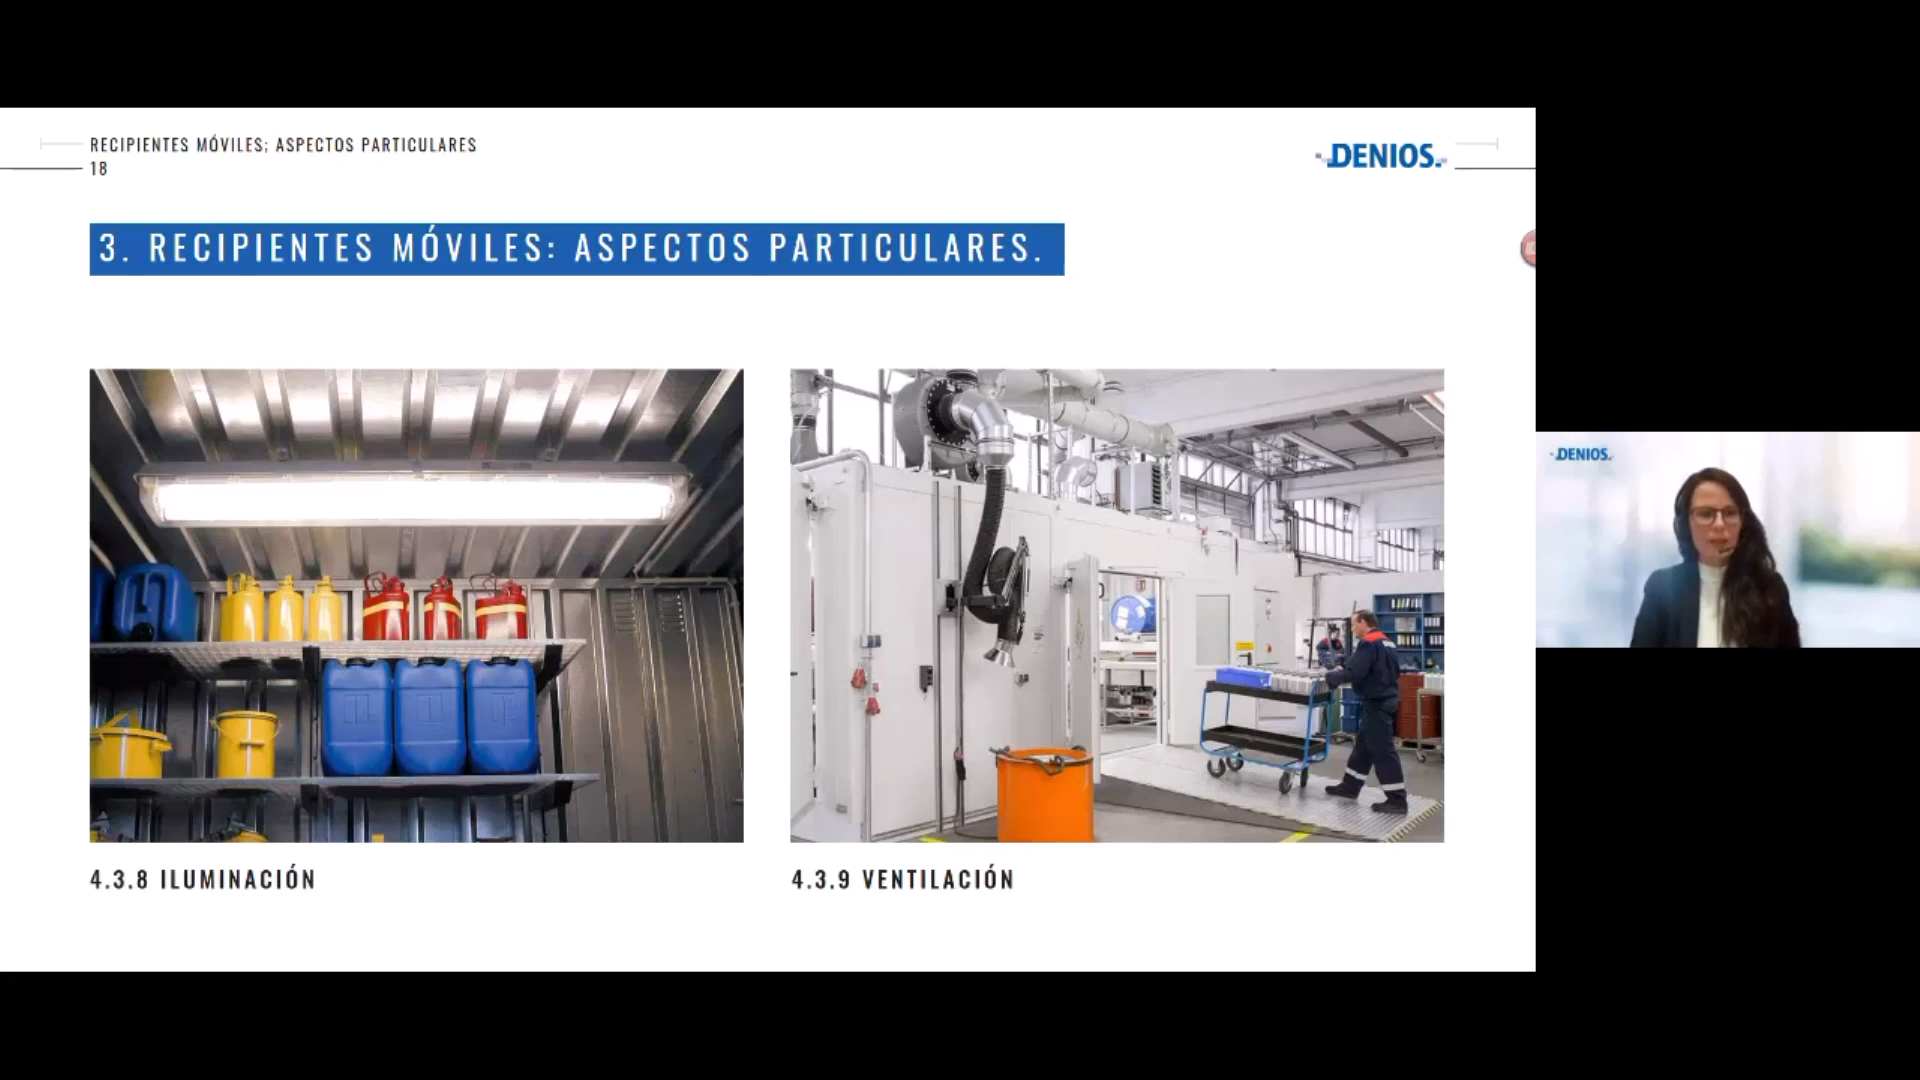 RECIPIENTES MÓVILES; ASPECTOS PARTICULARES
18
DENIOS.
3. RECIPIENTES MÓVILES: ASPECTOS PARTICULARES.
4.3.8 ILUMINACIÓN
4.3.9 VENTILACIÓN
DENIOS.